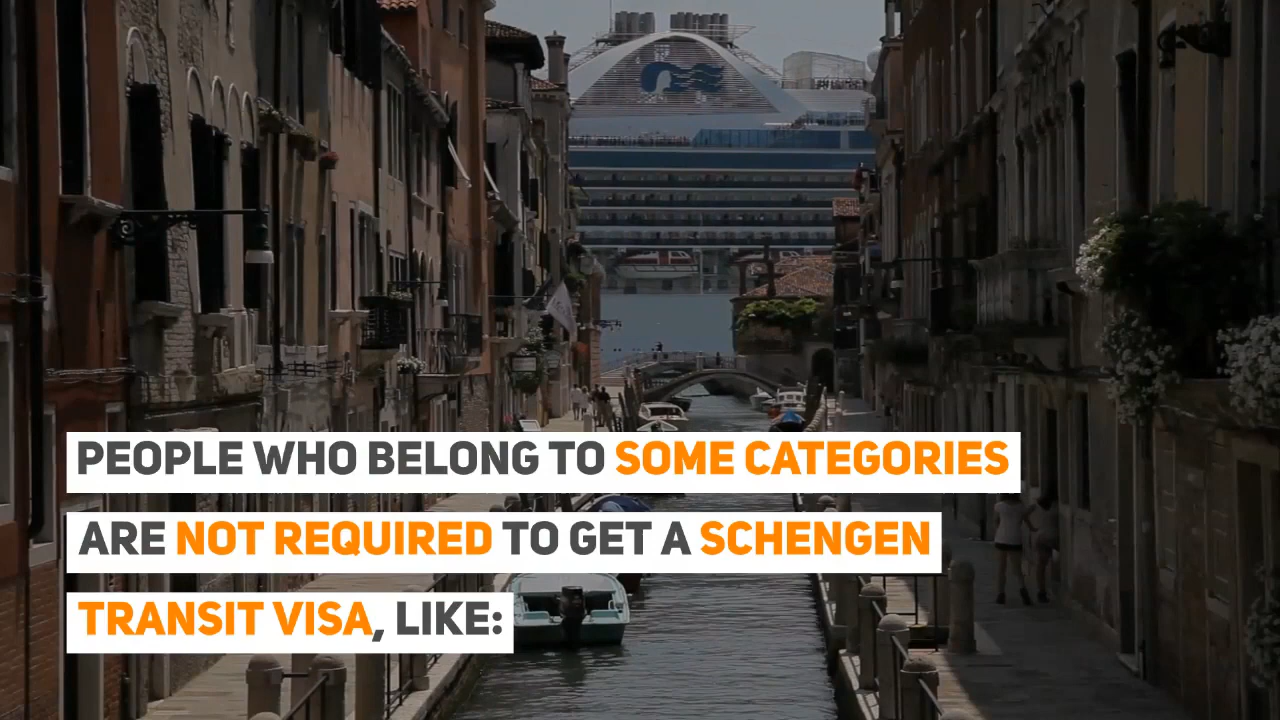 PEOPLE WHO BELONG TO SOME CATEGORIES
ARE NOT REQUIRED TO GET A SCHENGEN
TRANSIT VISA, LIKE: